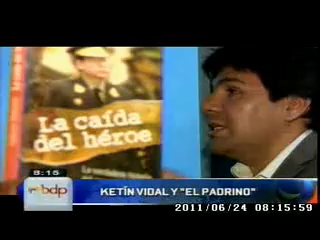 La caída
del héroe
8:15
bdp
KETÍN VIDAL Y "EL PADRINO"
2011/06/24 08:15:59